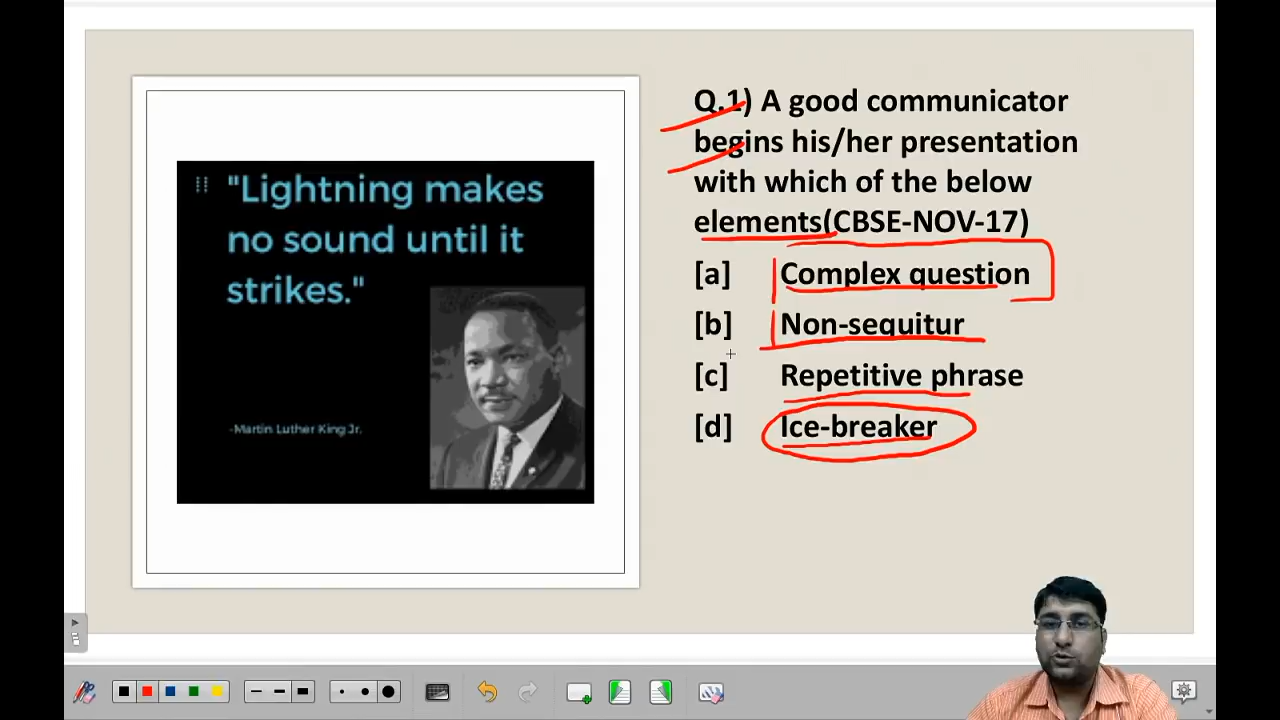 "Lightning makes
no sound until it
strikes."
-Martin Luther King Jr.
Q.1) A good communicator
begins his/her presentation
with which of the below
elements(CBSE-NOV-17)
[a] Complex question
[b] Non-sequitur
[c] Repetitive phrase
[d] Ice-breaker